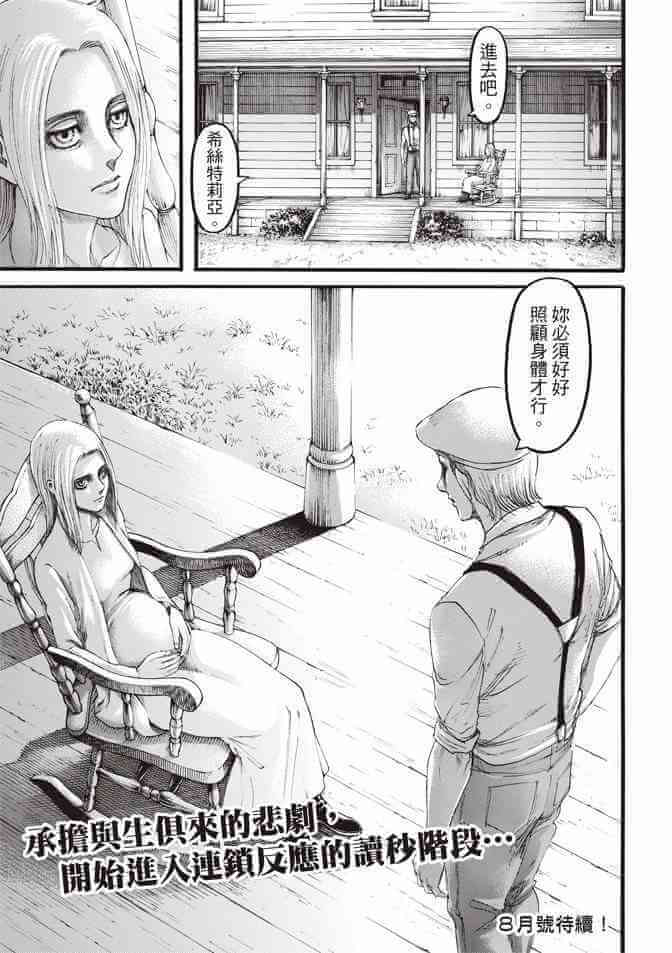 進去吧。
希絲特莉亞。
妳必須好好
照顧身體才行。
承擔與生俱來的悲劇，
開始進入連鎖反應的讀秒階段…
8月號待續！